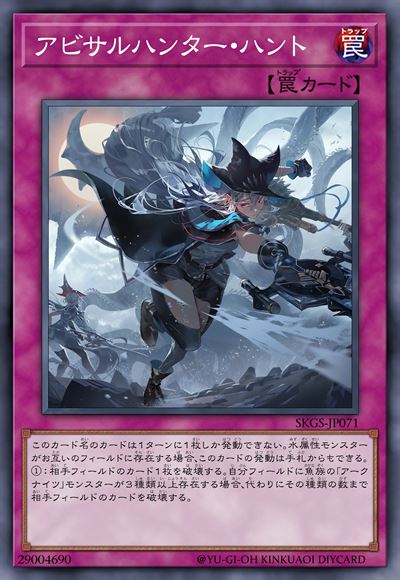 アビサルハンター・ハント
罠
トラップ
【罠カード】
トラップ
SKGS-JP071
このカード名のカードは1ターンに1枚しか発動できない。水属性モンスター
がお互いのフィールドに存在する場合、このカードの発動は手札からもできる。
①：相手フィールドのカード1枚を破壊する。自分フィールドに魚族の「アーク
ナイツ」モンスターが3種類以上存在する場合、代わりにその種類の数まで
相手フィールドのカードを破壊する。
29004690
@YU-GI-OH KINKUAOI DIYCARD